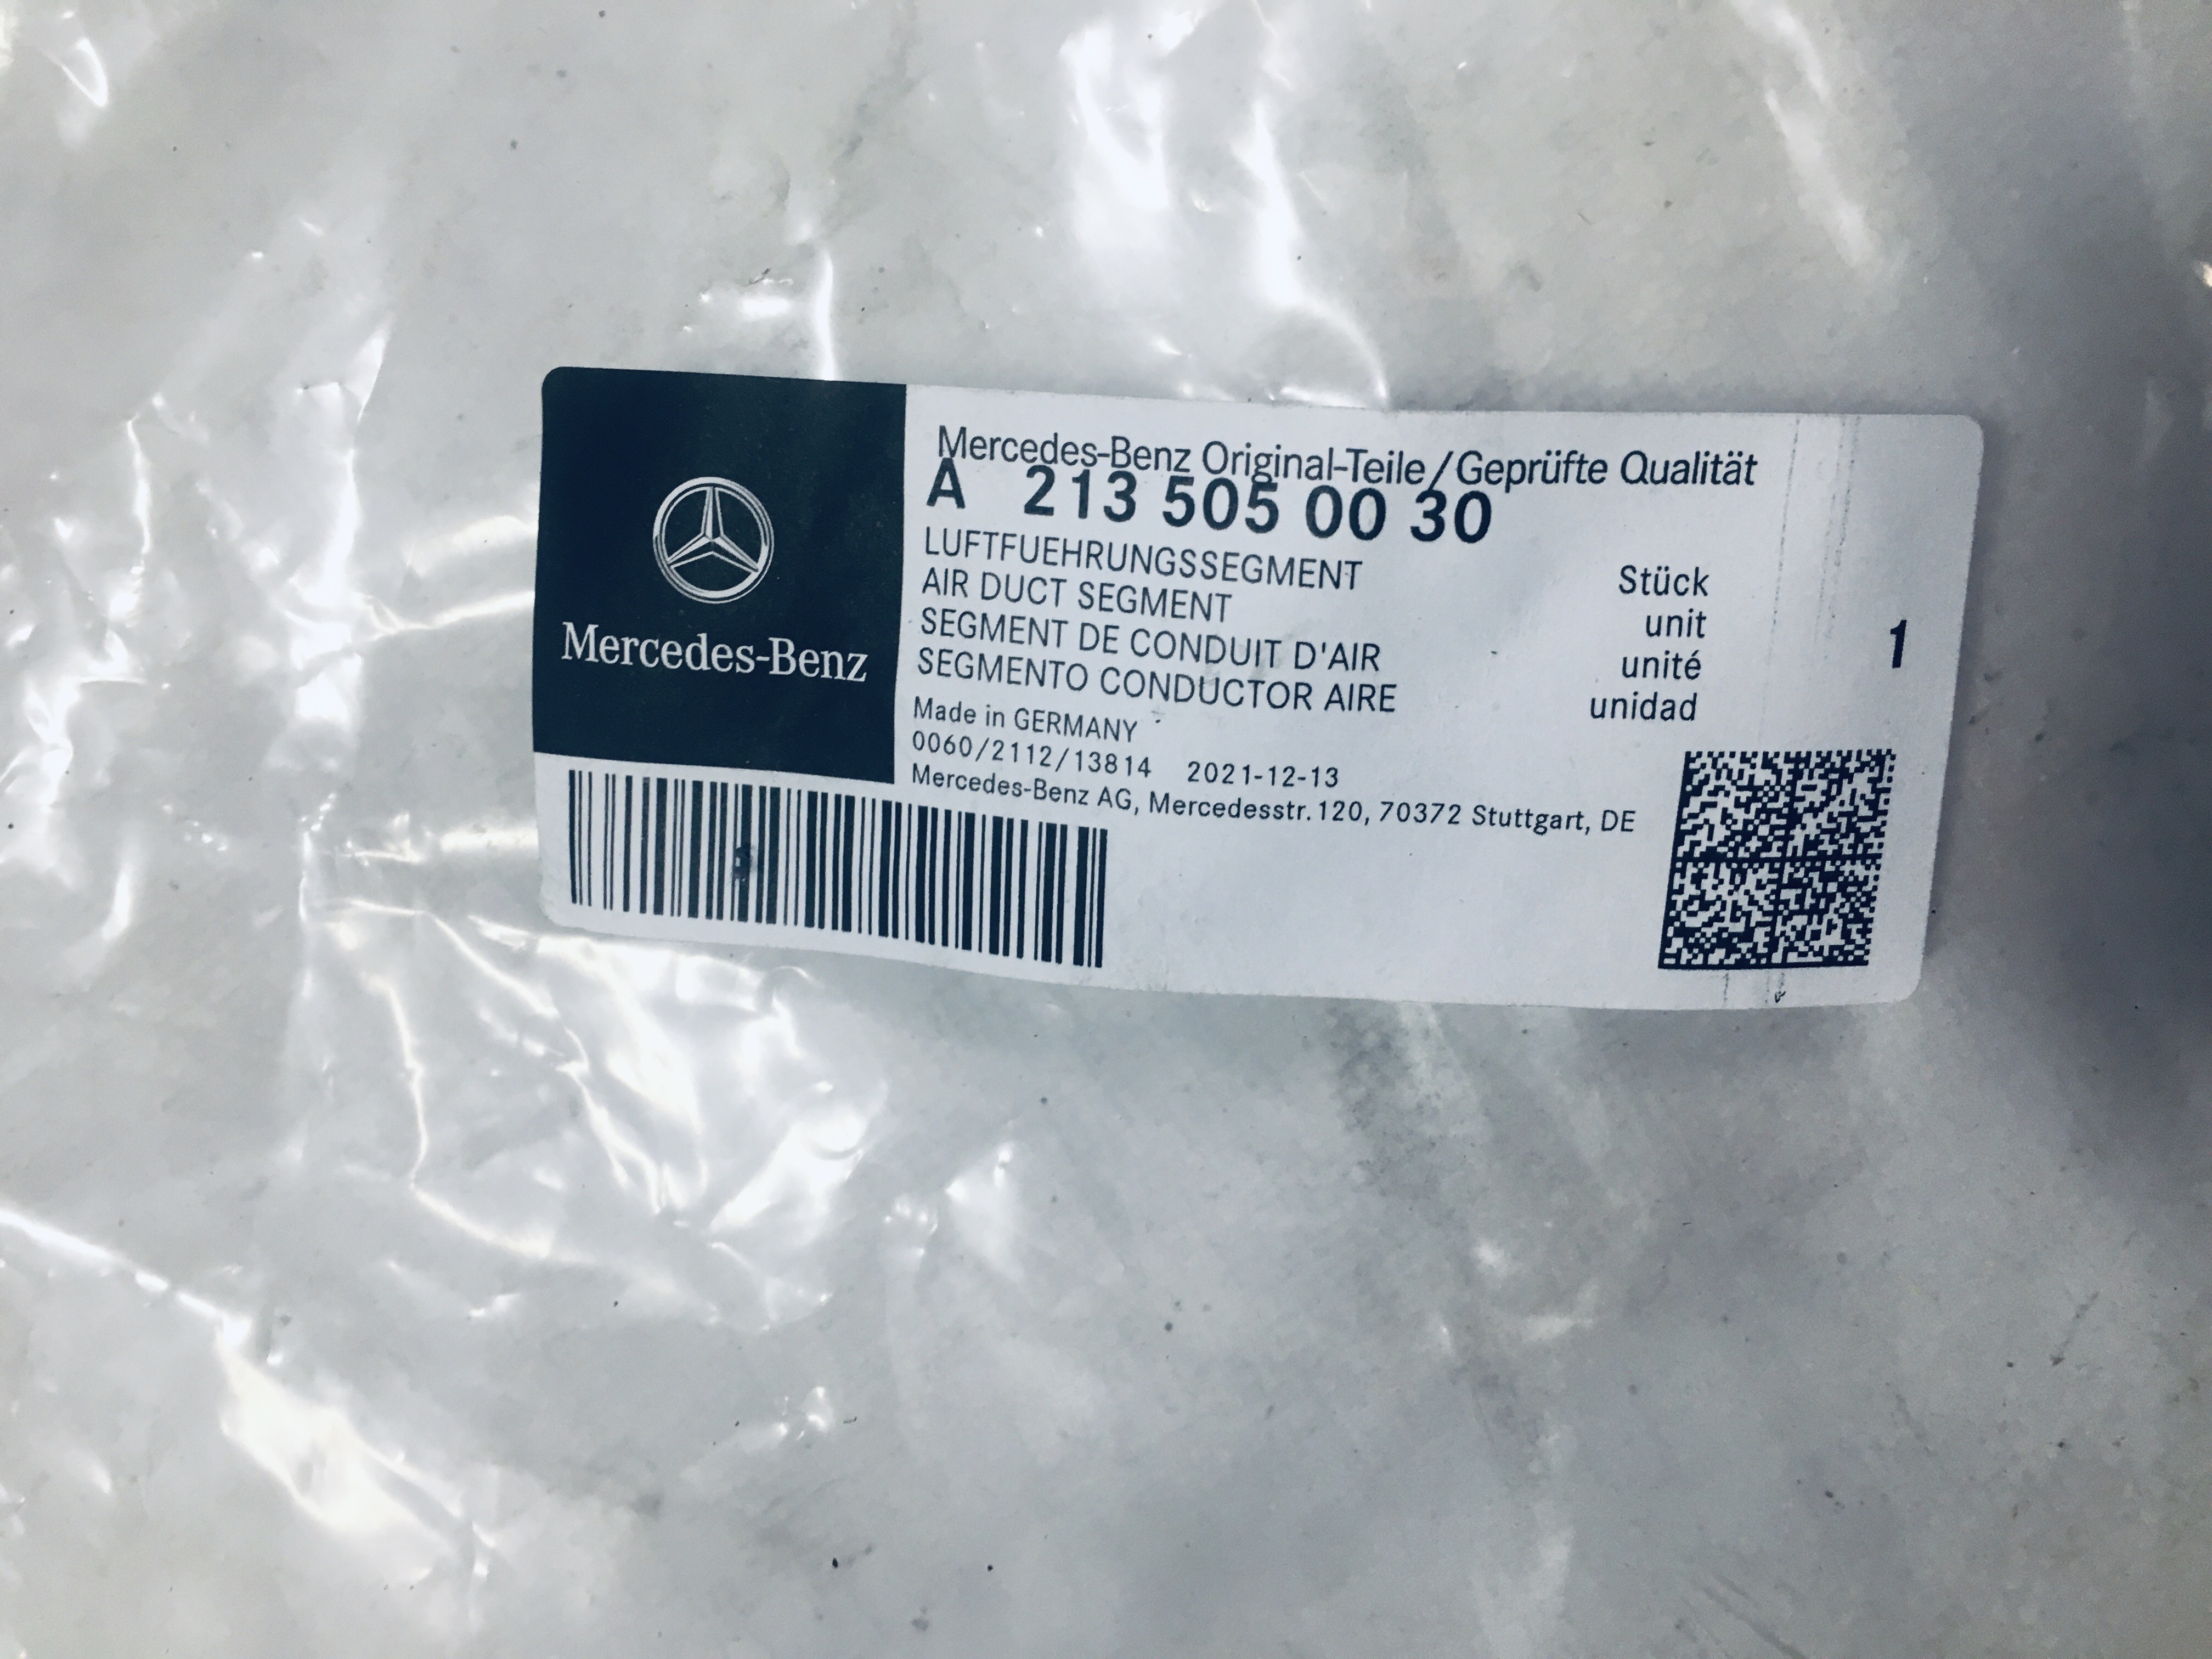 Mercedes-Benz
Mercedes-Benz Original-Teile/Geprüfte Qualität
A 213 505 00 30
LUFTFUEHRUNGSSEGMENT
AIR DUCT SEGMENT
SEGMENT DE CONDUIT D'AIR
SEGMENTO CONDUCTOR AIRE
Stück
unit
unité
unidad
1
Made in GERMANY
0060/2112/13814 2021-12-13
Mercedes-Benz AG, Mercedesstr.120, 70372 Stuttgart, DE